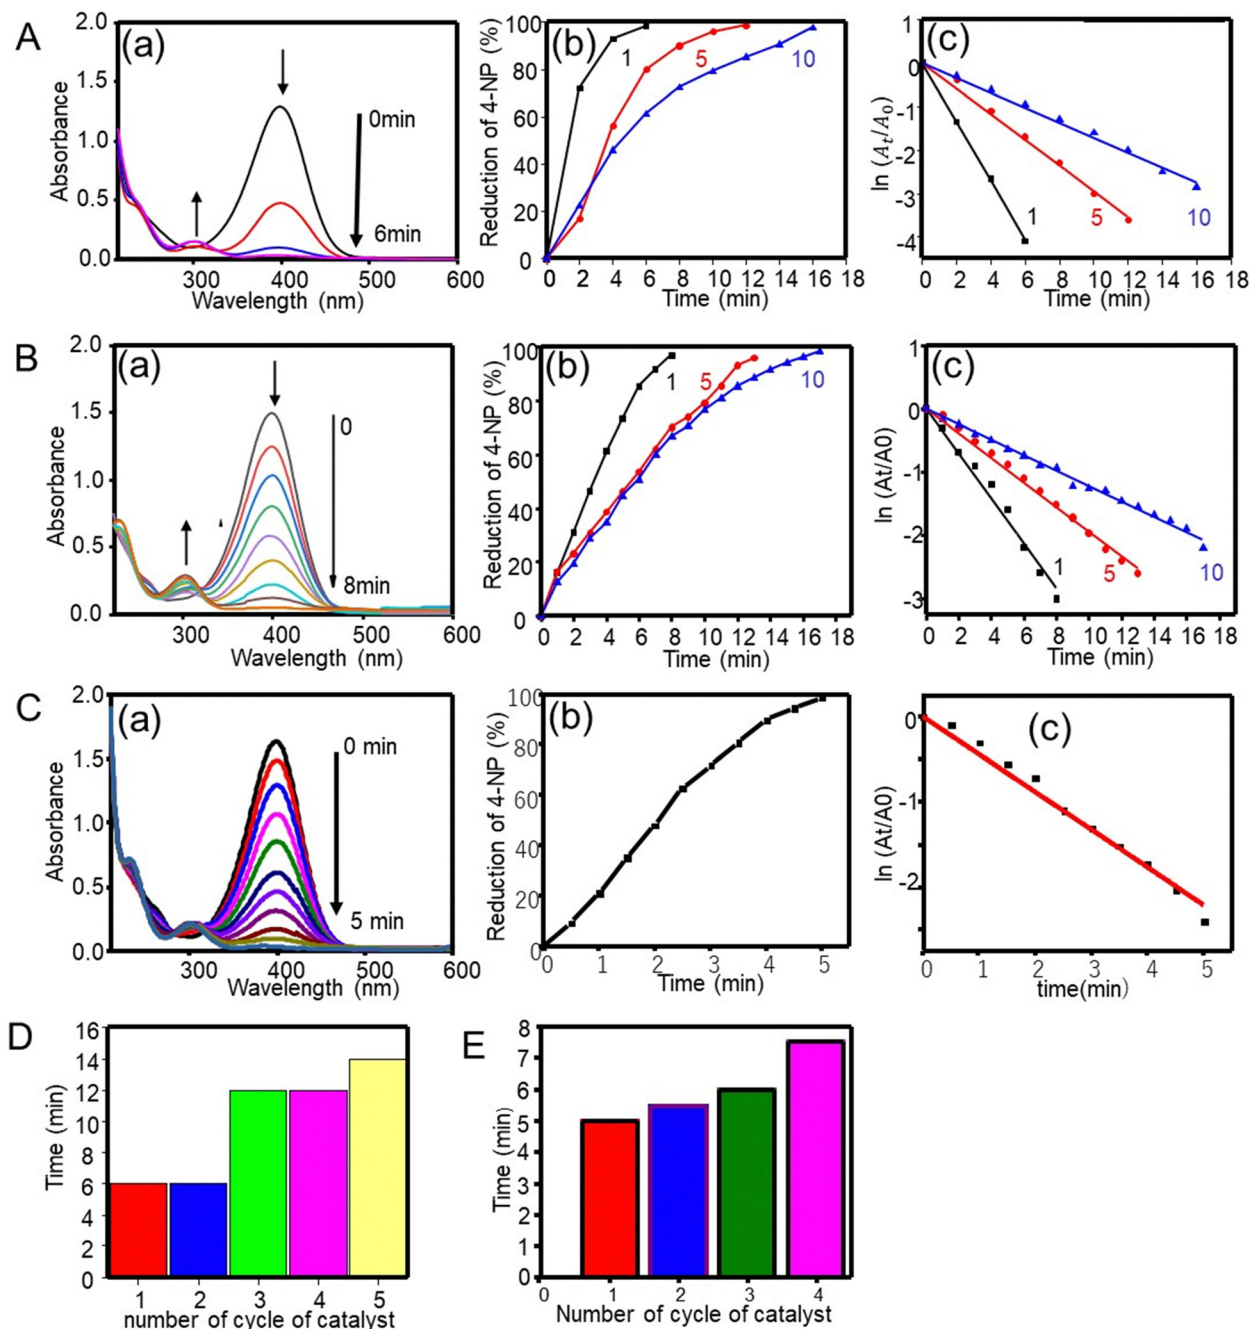 A
(a)
Absorbance
2.0
1.5
1.0
0.5
0.0
0min
6min
300 400 500 600
Wavelength (nm)
(b)
Reduction of 4-NP (%)
100
80
60
40
20
0
1
5
10
0 2 4 6 8 10 12 14 16 18
Time (min)
(c)
ln (At/A0)
1
0
-1
-2
-3
-4
1
5
10
0 2 4 6 8 10 12 14 16 18
Time (min)
B
(a)
Absorbance
2.0
1.5
1.0
0.5
0.0
0
8min
300 400 500 600
Wavelength (nm)
(b)
Reduction of 4-NP (%)
100
80
60
40
20
0
1
5
10
0 2 4 6 8 10 12 14 16 18
Time (min)
(c)
ln (At/A0)
1
0
-1
-2
-3
1
5
10
0 2 4 6 8 10 12 14 16 18
Time (min)
C
(a)
Absorbance
2.0
1.5
1.0
0.5
0.0
0 min
5 min
300 400 500 600
Wavelength (nm)
(b)
Reduction of 4-NP (%)
100
80
60
40
20
0
0 1 2 3 4 5
Time (min)
(c)
ln (At/A0)
0
-1
-2
0 1 2 3 4 5
time(min)
D
Time (min)
16
14
12
10
8
6
4
2
0
1 2 3 4 5
number of cycle of catalyst
E
Time (min)
8
7
6
5
4
3
2
1
0
0 1 2 3 4
Number of cycle of catalyst